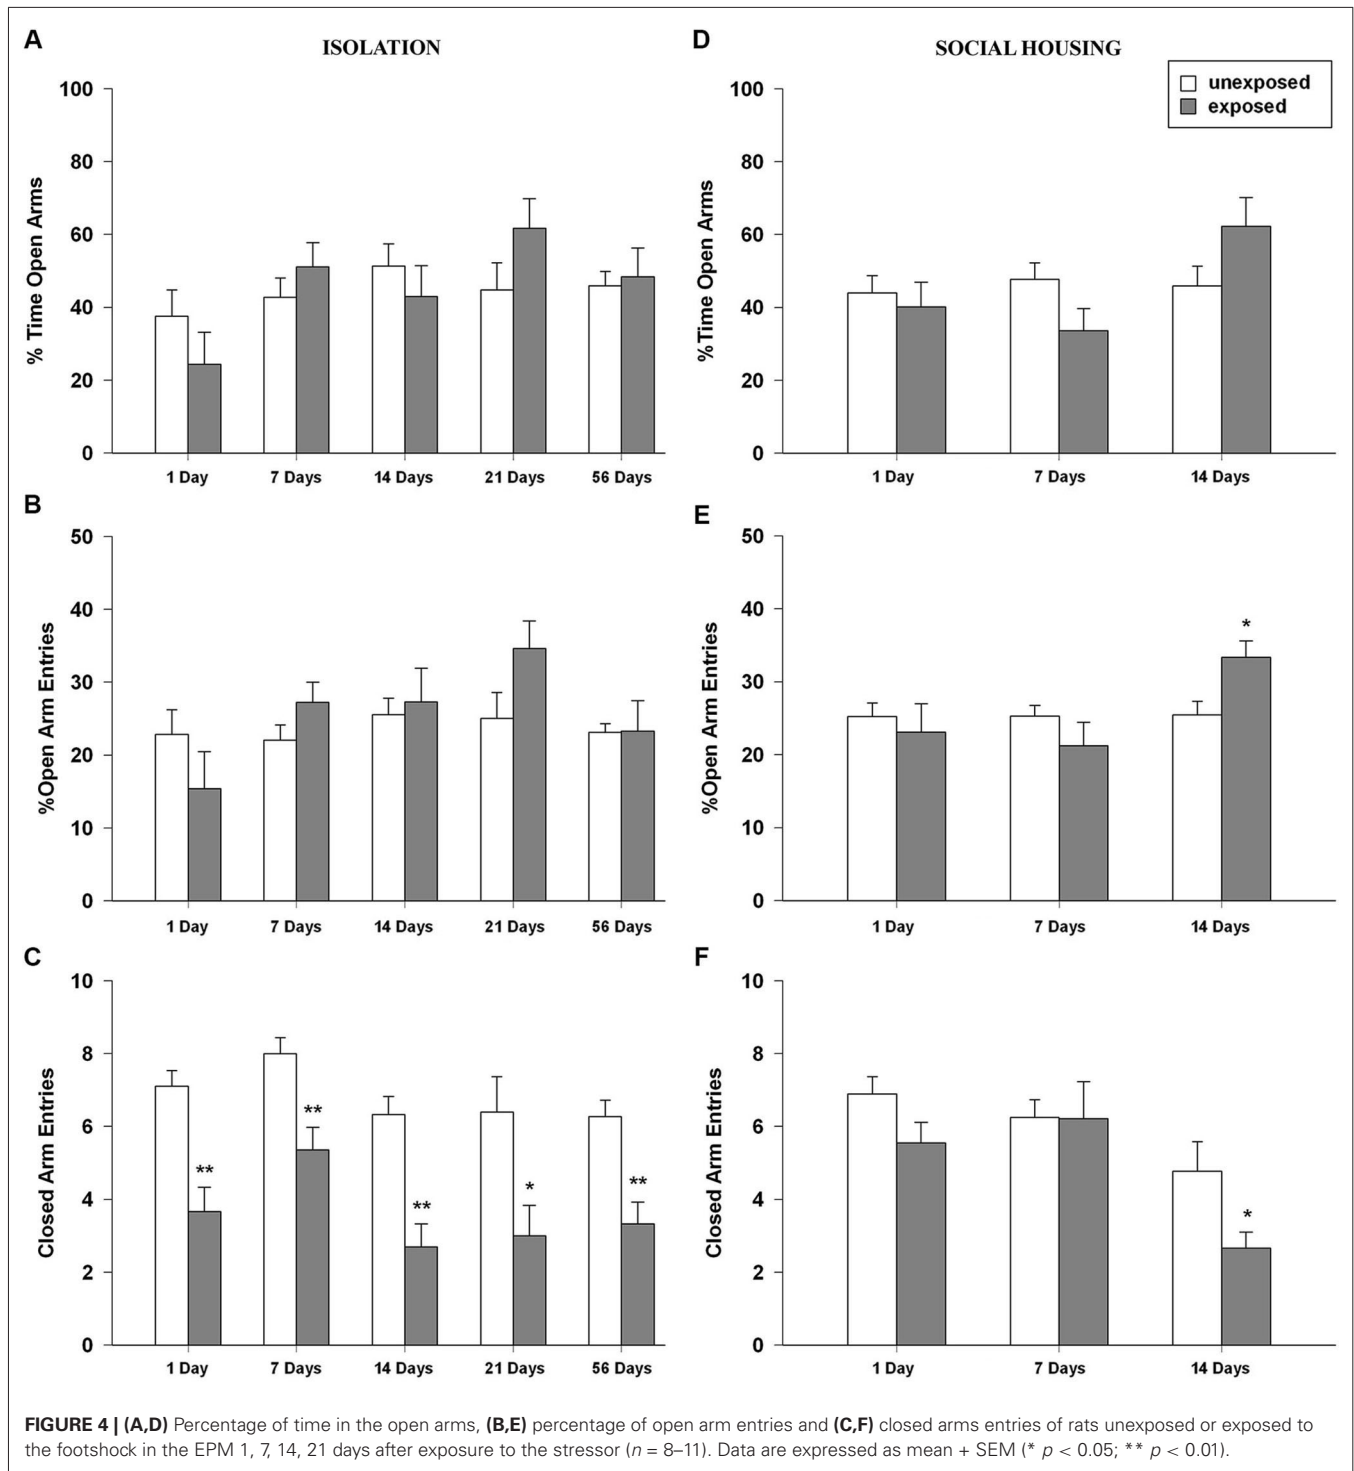 A
ISOLATION
100
80
60
40
20
0
% Time Open Arms
1 Day 7 Days 14 Days 21 Days 56 Days
B
50
40
30
20
10
0
%Open Arm Entries
1 Day 7 Days 14 Days 21 Days 56 Days
C
10
8
6
4
2
0
Closed Arm Entries
** ** ** * **
1 Day 7 Days 14 Days 21 Days 56 Days
D
SOCIAL HOUSING
unexposed
exposed
100
80
60
40
20
0
%Time Open Arms
1 Day 7 Days 14 Days
E
50
40
30
20
10
0
%Open Arm Entries
*
1 Day 7 Days 14 Days
F
10
8
6
4
2
0
Closed Arm Entries
*
1 Day 7 Days 14 Days
FIGURE 4 | (A,D) Percentage of time in the open arms, (B,E) percentage of open arm entries and (C,F) closed arms entries of rats unexposed or exposed to
the footshock in the EPM 1, 7, 14, 21 days after exposure to the stressor (n = 8–11). Data are expressed as mean + SEM (* p < 0.05; ** p < 0.01).